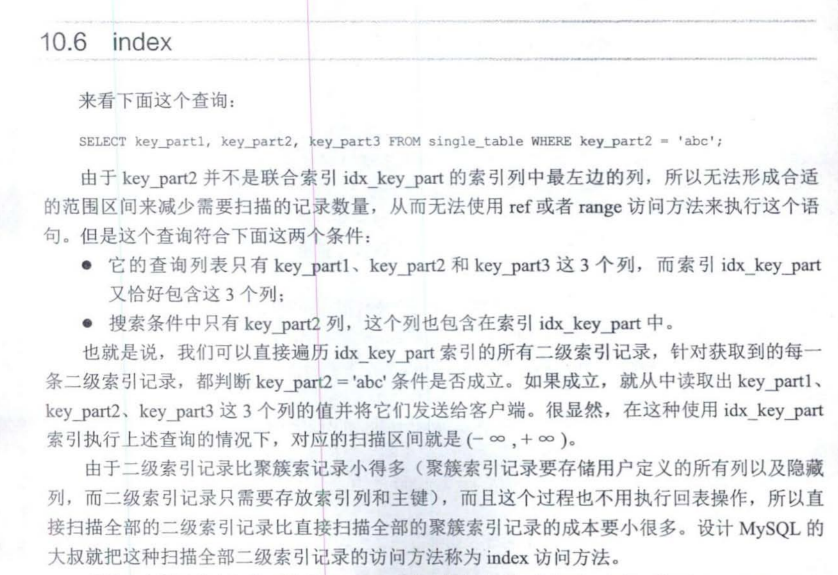 10.6 index
来看下面这个查询：
SELECT key_part1, key_part2, key_part3 FROM single_table WHERE key_part2 = 'abc';
由于 key_part2 并不是联合索引 idx_key_part 的索引列中最左边的列，所以无法形成合适
的范围区间来减少需要扫描的记录数量，从而无法使用 ref 或者 range 访问方法来执行这个语
句。但是这个查询符合下面这两个条件：
● 它的查询列表只有 key_part1、key_part2 和 key_part3 这 3 个列，而索引 idx_key_part
又恰好包含这 3 个列；
● 搜索条件中只有 key_part2 列，这个列也包含在索引 idx_key_part 中。
也就是说，我们可以直接遍历 idx_key_part 索引的所有二级索引记录，针对获取到的每一
条二级索引记录，都判断 key_part2 = 'abc' 条件是否成立。如果成立，就从中读取出 key_part1、
key_part2、key_part3 这 3 个列的值并将它们发送给客户端。很显然，在这种使用 idx_key_part
索引执行上述查询的情况下，对应的扫描区间就是 (− ∞ , + ∞ )。
由于二级索引记录比聚簇索记录小得多（聚簇索引记录要存储用户定义的所有列以及隐藏
列，而二级索引记录只需要存放索引列和主键），而且这个过程也不用执行回表操作，所以直
接扫描全部的二级索引记录比直接扫描全部的聚簇索引记录的成本要小很多。设计 MySQL 的
大叔就把这种扫描全部二级索引记录的访问方法称为 index 访问方法。